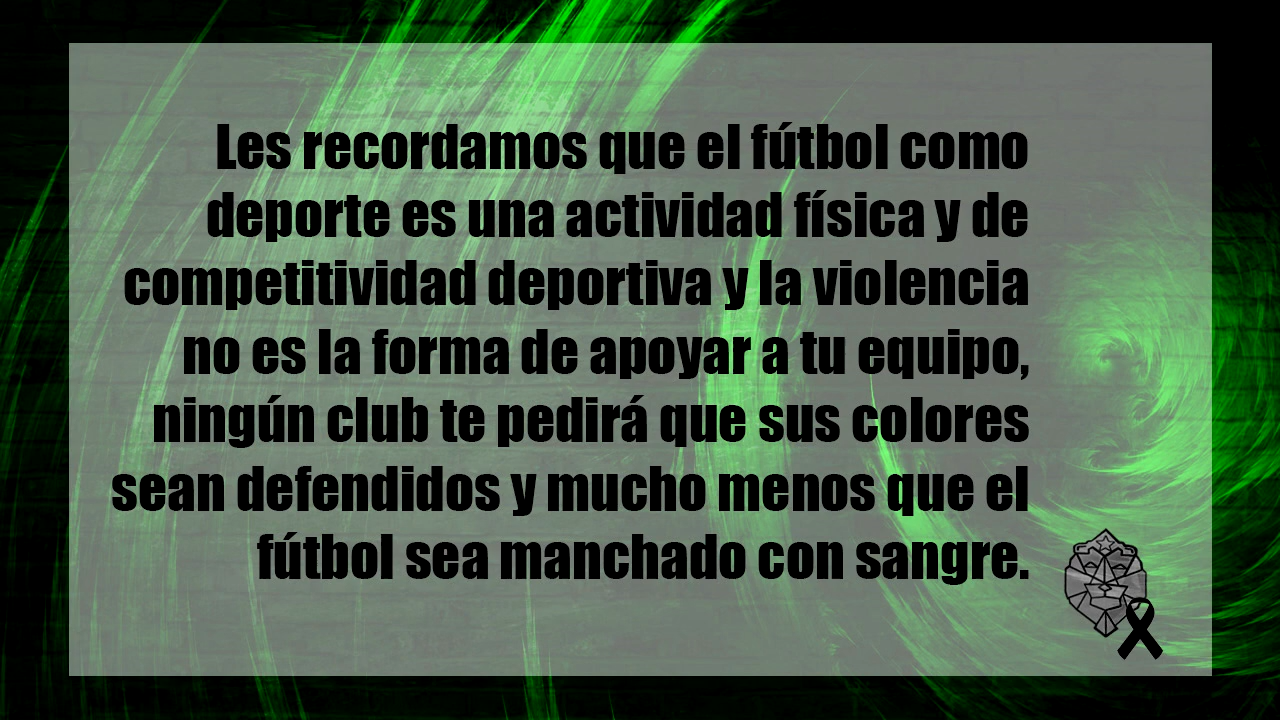 Les recordamos que el fútbol como
deporte es una actividad física y de
competitividad deportiva y la violencia
no es la forma de apoyar a tu equipo,
ningún club te pedirá que sus colores
sean defendidos y mucho menos que el
fútbol sea manchado con sangre.